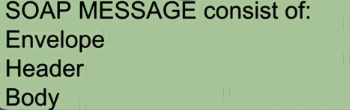 SOAP MESSAGE consist of:
Envelope
Header
Body